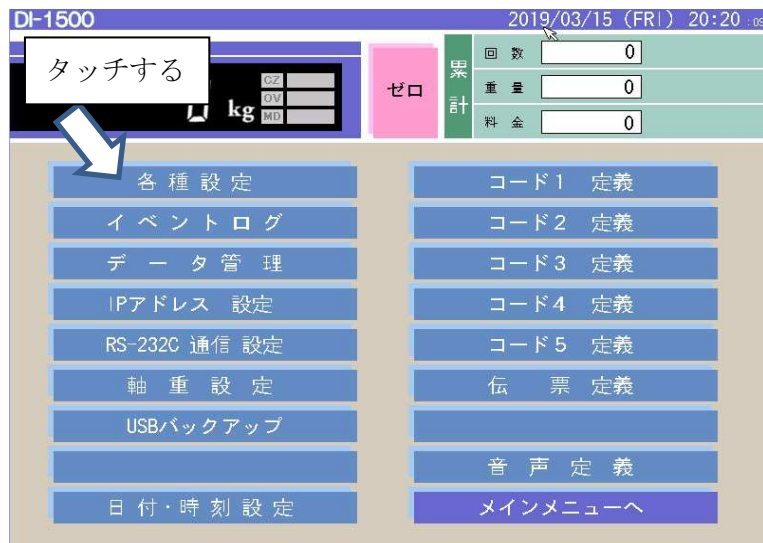 DI-1500
2019/03/15 (FRI) 20:20 :09
タッチする
kg
CZ
OV
MD
ゼロ
累計
回数 0
重量 0
料金 0
各種設定
イベントログ
データ管理
IPアドレス 設定
RS-232C 通信 設定
軸重設定
USBバックアップ
日付・時刻設定
コード1 定義
コード2 定義
コード3 定義
コード4 定義
コード5 定義
伝票定義
音声定義
メインメニューへ